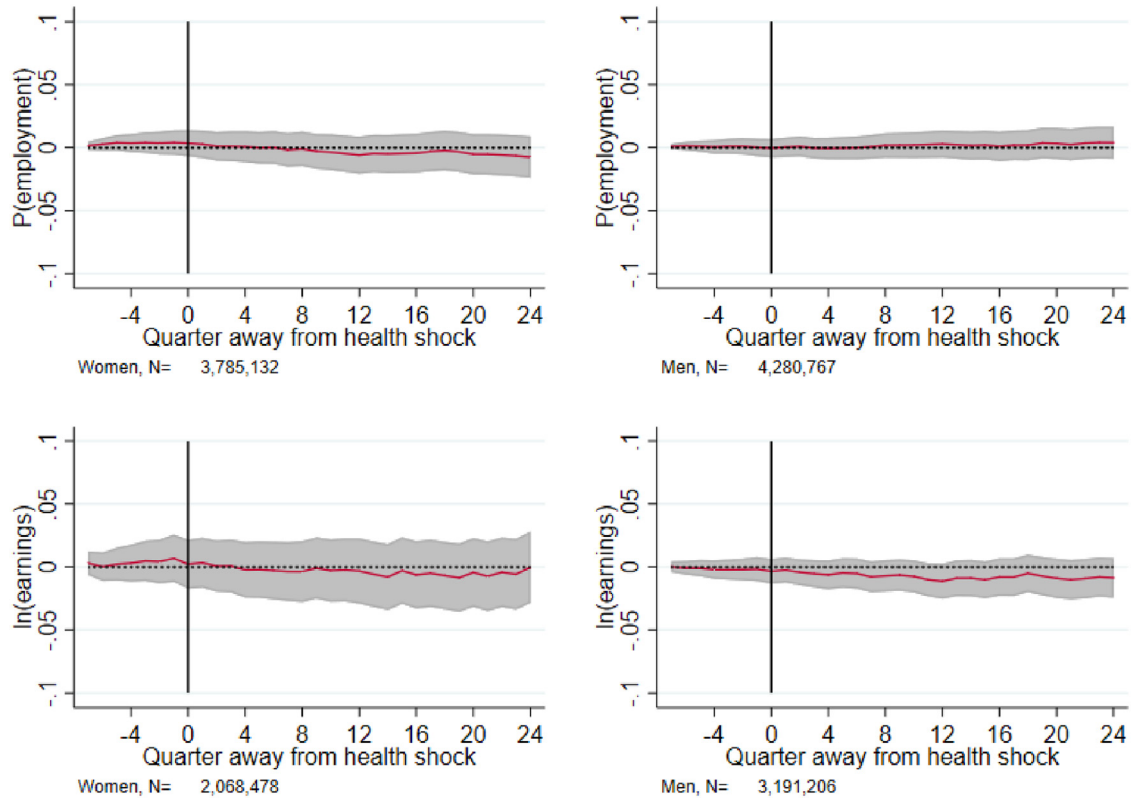 P(employment)
.1
.05
0
-.05
-.1
-4 0 4 8 12 16 20 24
Quarter away from health shock
Women, N= 3,785,132
P(employment)
.1
.05
0
-.05
-.1
-4 0 4 8 12 16 20 24
Quarter away from health shock
Men, N= 4,280,767
ln(earnings)
.1
.05
0
-.05
-.1
-4 0 4 8 12 16 20 24
Quarter away from health shock
Women, N= 2,068,478
ln(earnings)
.1
.05
0
-.05
-.1
-4 0 4 8 12 16 20 24
Quarter away from health shock
Men, N= 3,191,206